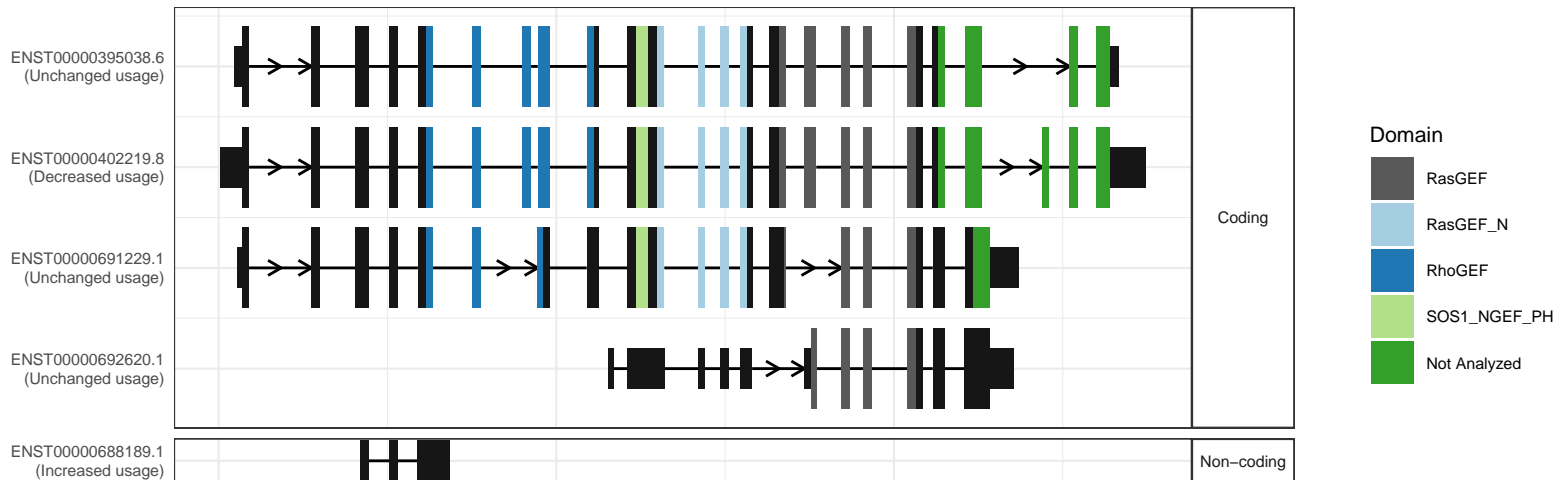 ENST00000395038.6
(Unchanged usage)
ENST00000402219.8
(Decreased usage)
ENST00000691229.1
(Unchanged usage)
ENST00000692620.1
(Unchanged usage)
ENST00000688189.1
(Increased usage)
Coding
Non−coding
Domain
RasGEF
RasGEF_N
RhoGEF
SOS1_NGEF_PH
Not Analyzed